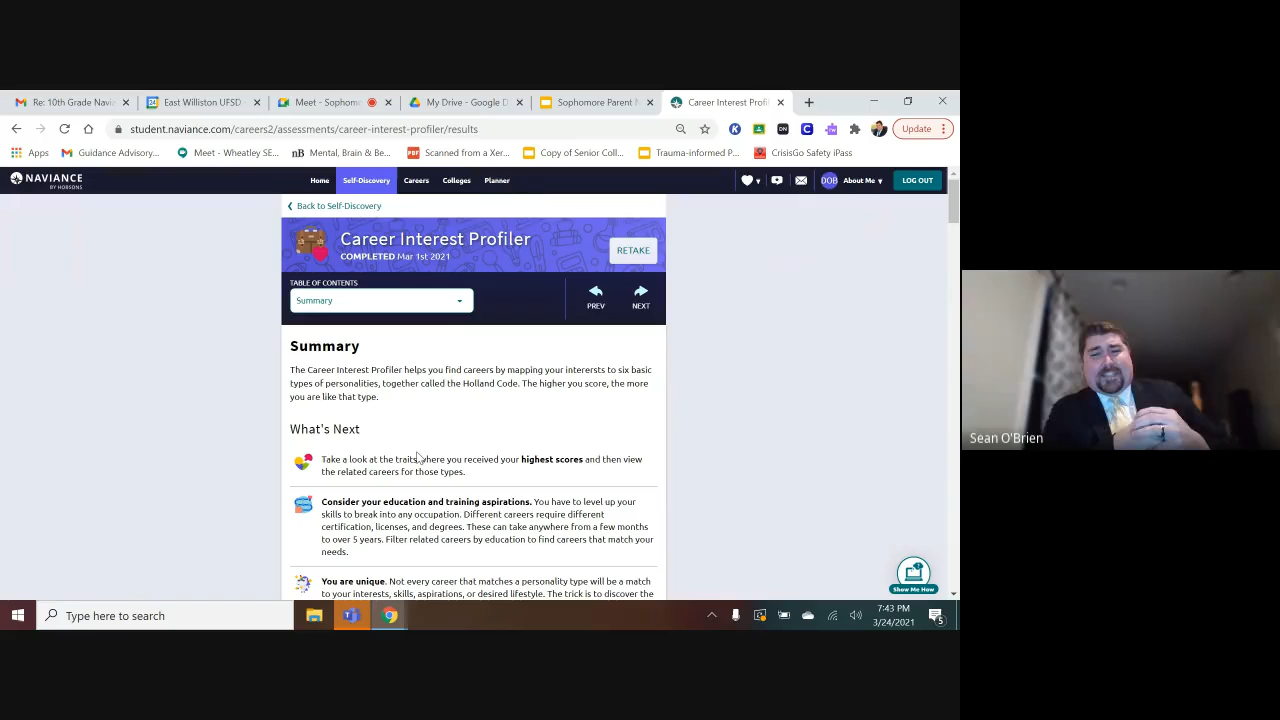 Re: 10th Grade Navia
East Williston UFSD
Meet - Sophom
My Drive - Google D
Sophomore Parent N
Career Interest Profil
student.naviance.com/careers2/assessments/career-interest-profiler/results
Update
Apps
Guidance Advisory...
Meet - Wheatley SE...
nB Mental, Brain & Be...
Scanned from a Xer...
Copy of Senior Coll...
Trauma-informed P...
CrisisGo Safety iPass
NAVIANCE
BY HOBSONS
Home
Self-Discovery
Careers
Colleges
Planner
DOB
About Me
LOG OUT
Back to Self-Discovery
Career Interest Profiler
COMPLETED Mar 1st 2021
RETAKE
TABLE OF CONTENTS
Summary
PREV
NEXT
Summary
The Career Interest Profiler helps you find careers by mapping your intererst​s to six basic
types of personalities, together called the Holland Code. The higher you score, the more
you are like that type.
What's Next
Take a look at the traits where you received your highest scores and then view
the related careers for those types.
Consider your education and training aspirations. You have to level up your
skills to break into any occupation. Different careers require different
certification, licenses, and degrees. These can take anywhere from a few months
to over 5 years. Filter related careers by education to find careers that match your
needs.
You are unique. Not every career that matches a personality type will be a match
to your interests, skills, aspirations, or desired lifestyle. The trick is to discover the
Show Me How
Type here to search
7:43 PM
3/24/2021
5
Sean O'Brien